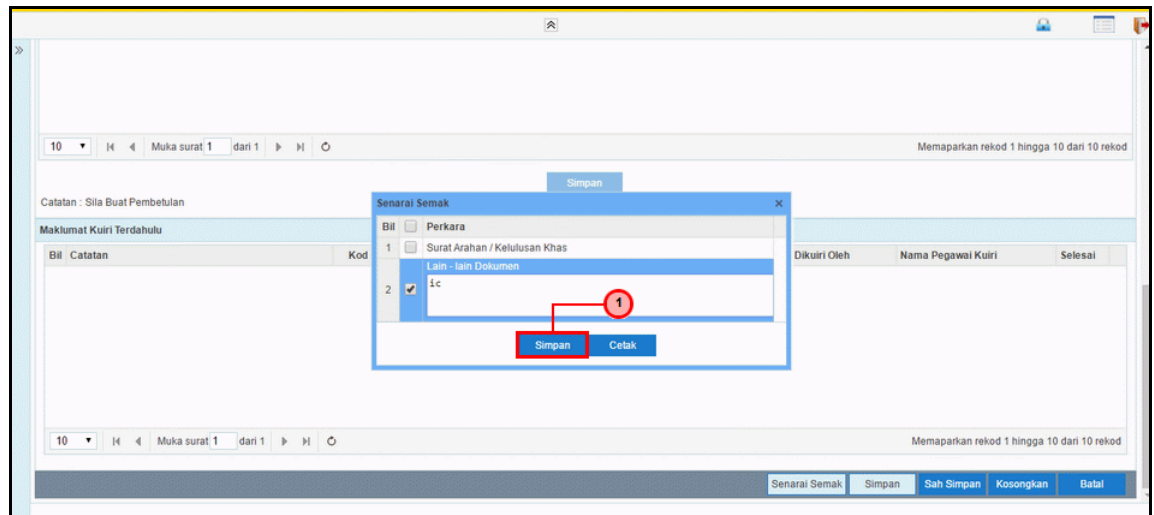 »
10 Muka surat 1 dari 1 Memaparkan rekod 1 hingga 10 dari 10 rekod
Simpan
Catatan : Sila Buat Pembetulan
Senarai Semak ×
Maklumat Kuiri Terdahulu
Bil Perkara
1 Surat Arahan / Kelulusan Khas
Bil Catatan Kod Dikuiri Oleh Nama Pegawai Kuiri Selesai
Lain - lain Dokumen
2 ic
1
Simpan Cetak
10 Muka surat 1 dari 1 Memaparkan rekod 1 hingga 10 dari 10 rekod
Senarai Semak Simpan Sah Simpan Kosongkan Batal